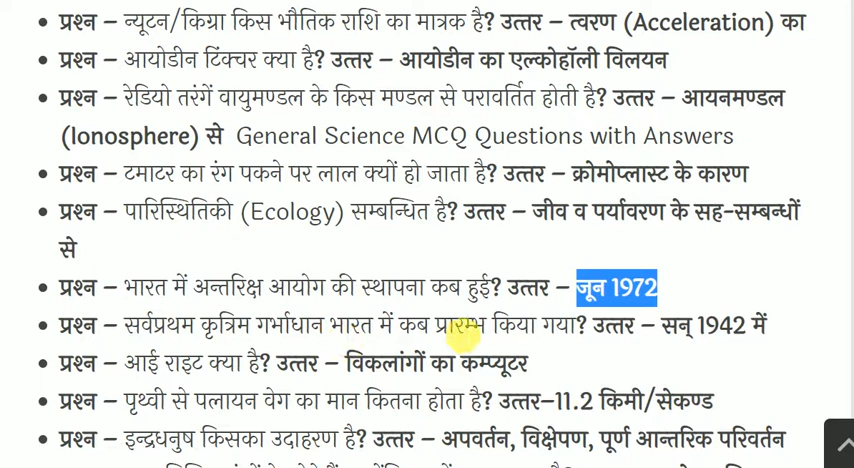 • प्रश्न – न्यूटन/किग्रा किस भौतिक राशि का मात्रक है? उत्तर – त्वरण (Acceleration) का
• प्रश्न – आयोडीन टिंक्चर क्या है? उत्तर – आयोडीन का एल्कोहॉली विलयन
• प्रश्न – रेडियो तरंगें वायुमण्डल के किस मण्डल से परावर्तित होती है? उत्तर – आयनमण्डल
(Ionosphere) से General Science MCQ Questions with Answers
• प्रश्न – टमाटर का रंग पकने पर लाल क्यों हो जाता है? उत्तर – क्रोमोप्लास्ट के कारण
• प्रश्न – पारिस्थितिकी (Ecology) सम्बन्धित है? उत्तर – जीव व पर्यावरण के सह-सम्बन्धों
से
• प्रश्न – भारत में अन्तरिक्ष आयोग की स्थापना कब हुई? उत्तर – जून 1972
• प्रश्न – सर्वप्रथम कृत्रिम गर्भाधान भारत में कब प्रारम्भ किया गया? उत्तर – सन् 1942 में
• प्रश्न – आई राइट क्या है? उत्तर – विकलांगों का कम्प्यूटर
• प्रश्न – पृथ्वी से पलायन वेग का मान कितना होता है? उत्तर–11.2 किमी/सेकण्ड
• प्रश्न – इन्द्रधनुष किसका उदाहरण है? उत्तर – अपवर्तन, विक्षेपण, पूर्ण आन्तरिक परिवर्तन